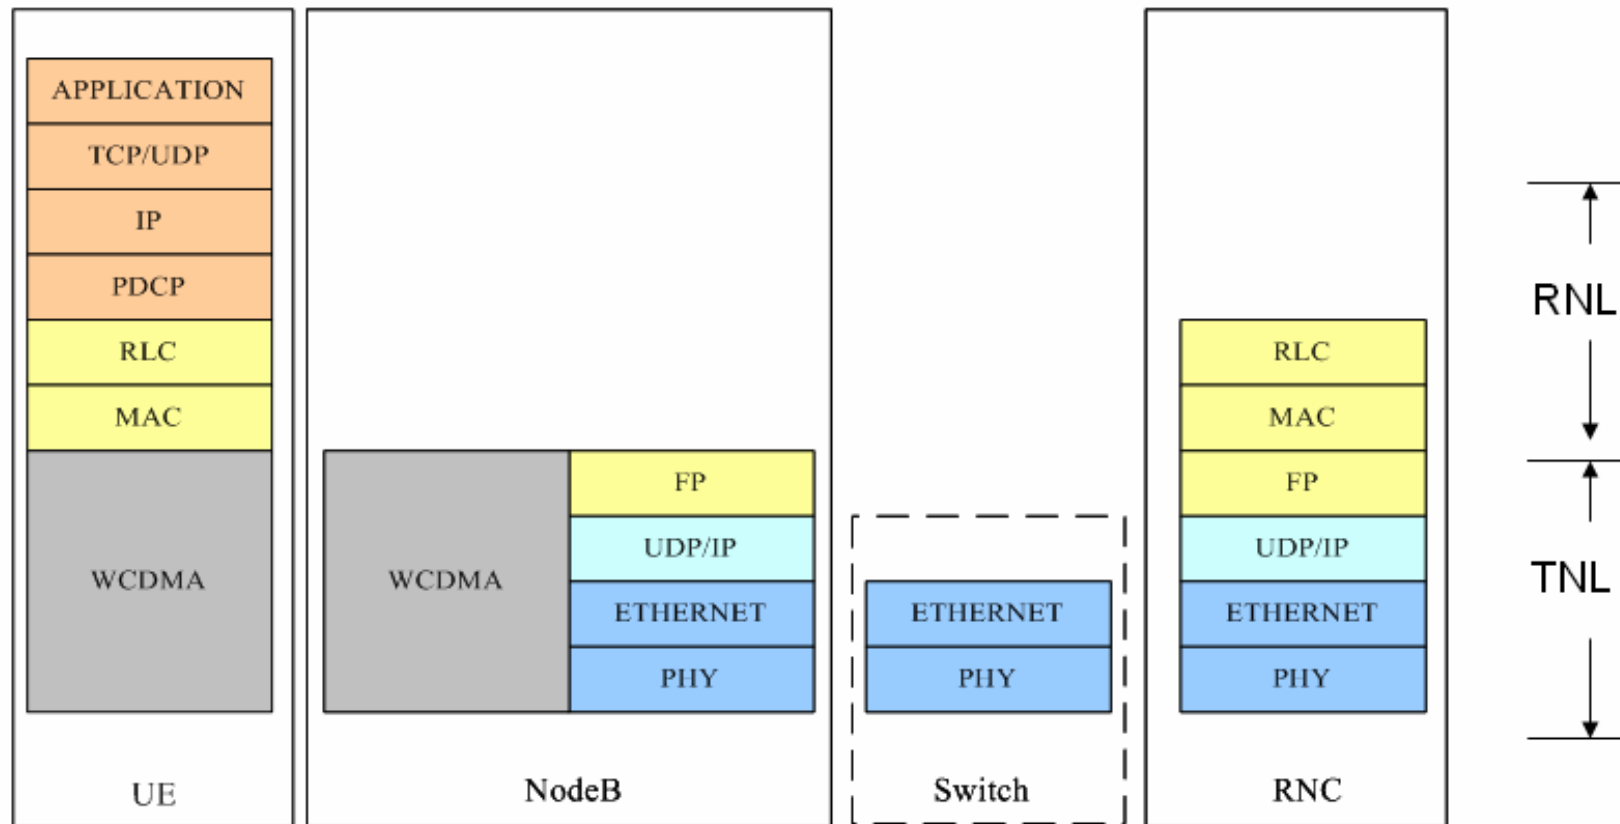 APPLICATION
TCP/UDP
IP
PDCP
RLC
MAC
WCDMA
UE
WCDMA
FP
UDP/IP
ETHERNET
PHY
NodeB
ETHERNET
PHY
Switch
RLC
MAC
FP
UDP/IP
ETHERNET
PHY
RNC
RNL
TNL